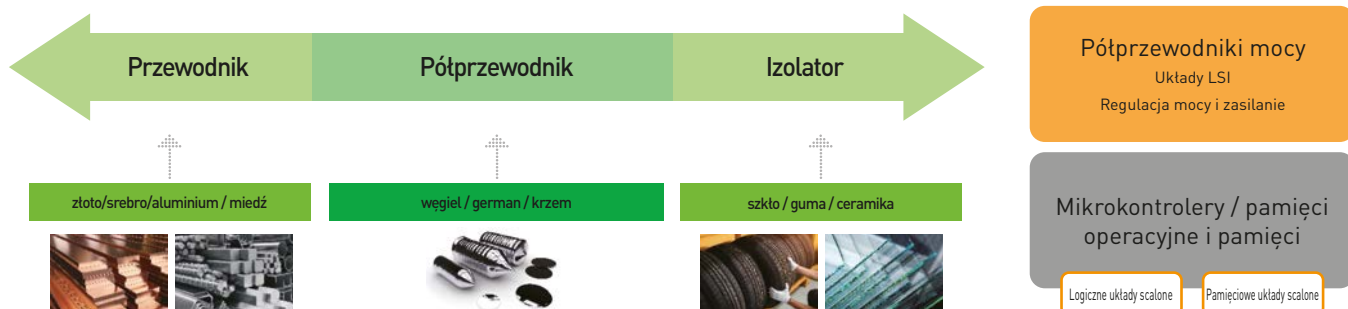 Przewodnik
Półprzewodnik
Izolator
złoto/srebro/aluminium / miedź
węgiel / german / krzem
szkło / guma / ceramika
Półprzewodniki mocy
Układy LSI
Regulacja mocy i zasilanie
Mikrokontrolery / pamięci
operacyjne i pamięci
Logiczne układy scalone
Pamięciowe układy scalone